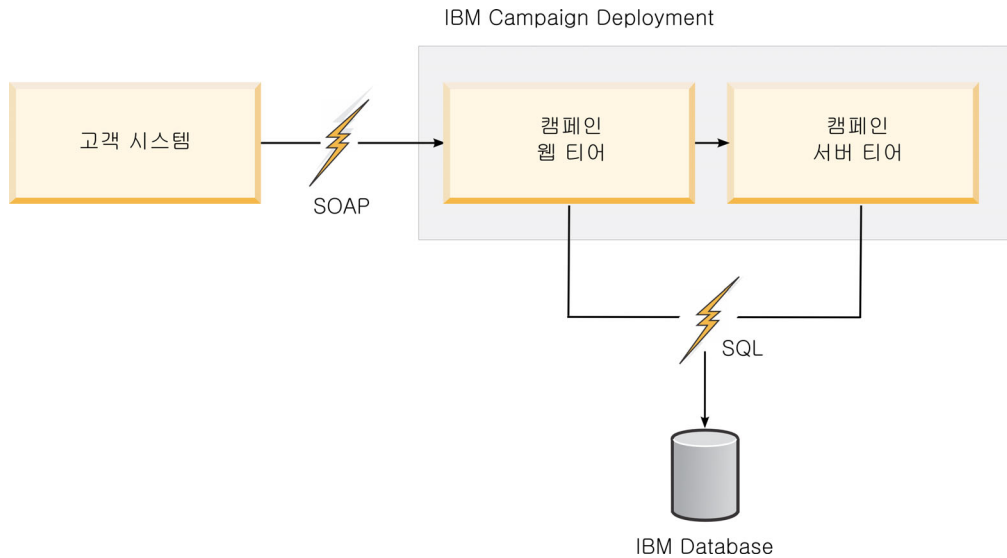 IBM Campaign Deployment
고객 시스템
SOAP
캠페인
웹 티어
캠페인
서버 티어
SQL
IBM Database